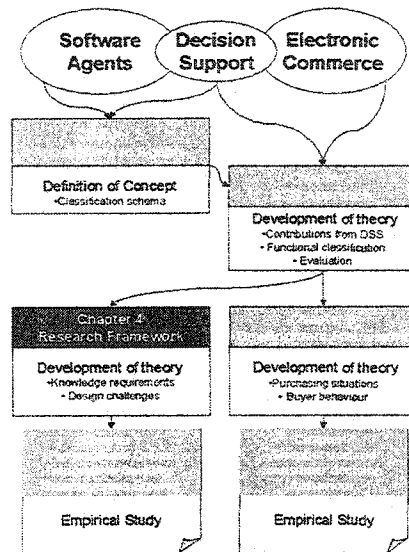 Software
Agents
Decision
Support
Electronic
Commerce
Definition of Concept
•Classification schema
Development of theory
•Contributions from DSS
•Functional classification
•Evaluation
Chapter 4:
Research Framework
Development of theory
•Knowledge requirements
•Design challenges
Development of theory
•Purchasing situations
•Buyer behaviour
Empirical Study
Empirical Study